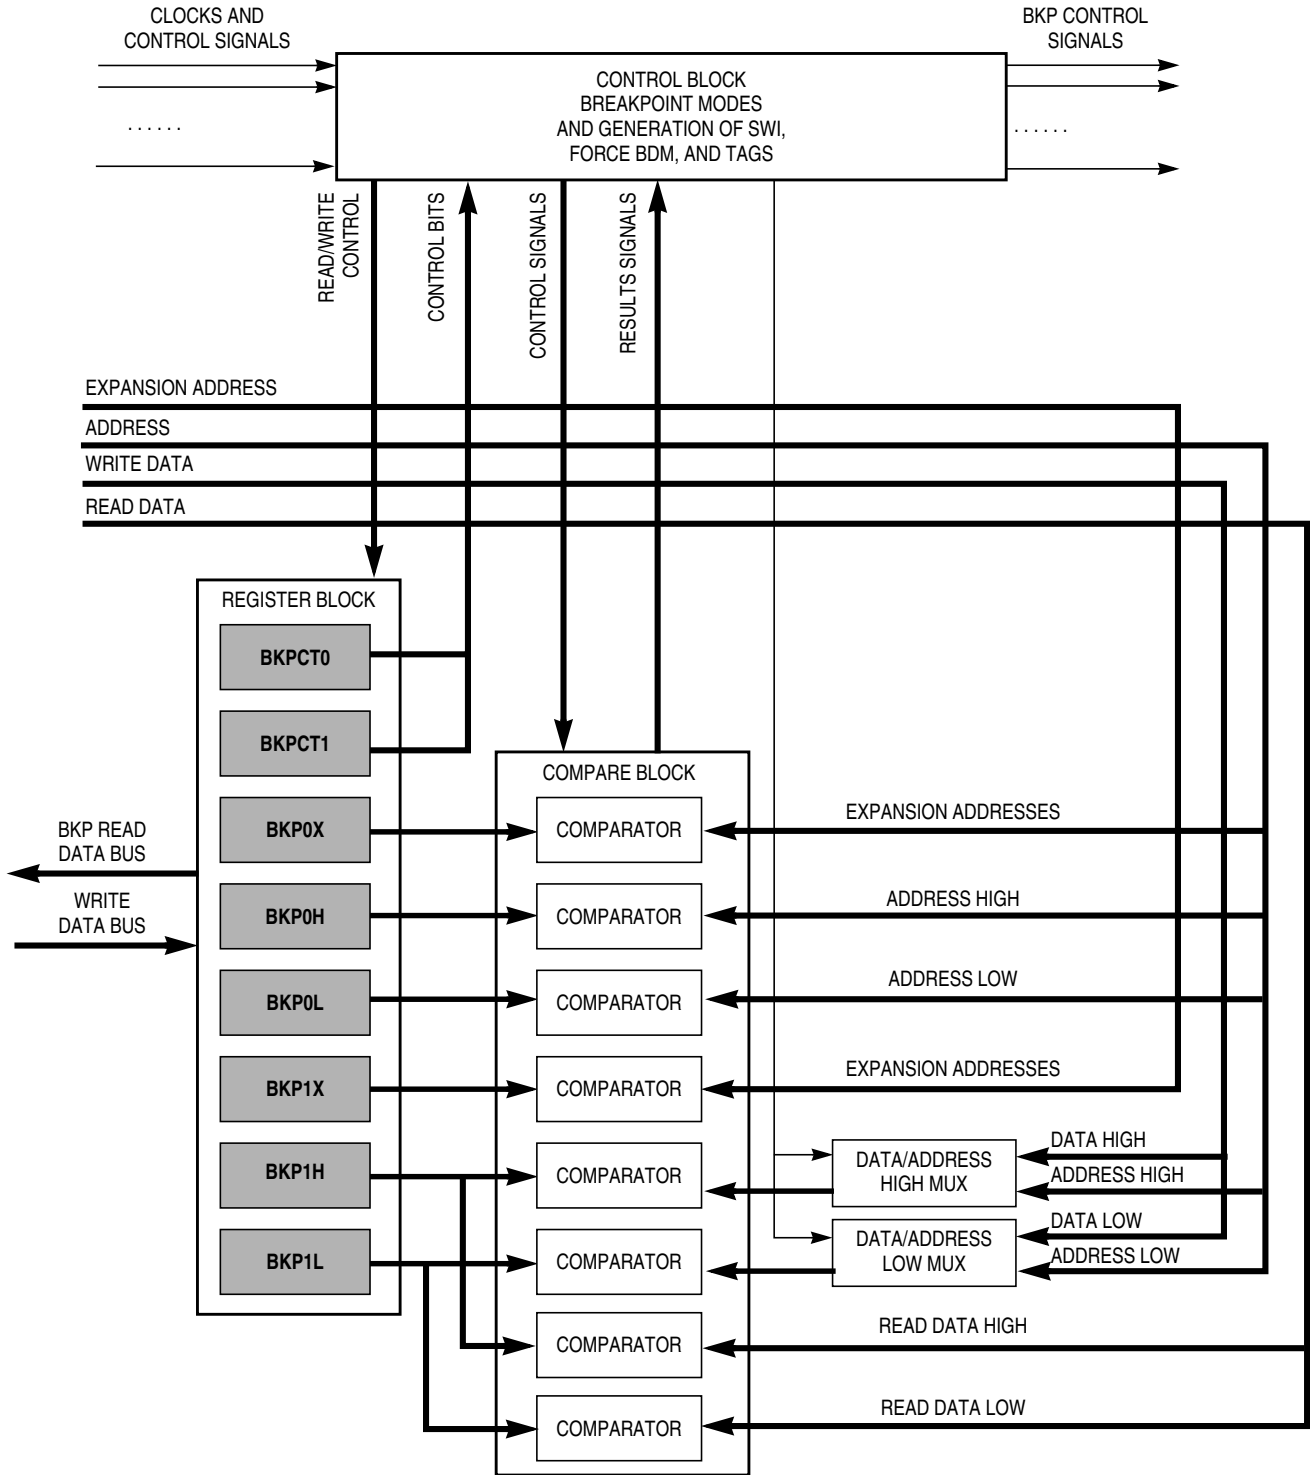 CLOCKS AND
CONTROL SIGNALS
BKP CONTROL
SIGNALS
. . . . . .
CONTROL BLOCK
BREAKPOINT MODES
AND GENERATION OF SWI,
FORCE BDM, AND TAGS
. . . . . .
READ/WRITE
CONTROL
CONTROL BITS
CONTROL SIGNALS
RESULTS SIGNALS
EXPANSION ADDRESS
ADDRESS
WRITE DATA
READ DATA
REGISTER BLOCK
BKPCT0
BKPCT1
BKP0X
BKP0H
BKP0L
BKP1X
BKP1H
BKP1L
BKP READ
DATA BUS
WRITE
DATA BUS
COMPARE BLOCK
COMPARATOR
COMPARATOR
COMPARATOR
COMPARATOR
COMPARATOR
COMPARATOR
COMPARATOR
COMPARATOR
EXPANSION ADDRESSES
ADDRESS HIGH
ADDRESS LOW
EXPANSION ADDRESSES
DATA/ADDRESS
HIGH MUX
DATA HIGH
ADDRESS HIGH
DATA/ADDRESS
LOW MUX
DATA LOW
ADDRESS LOW
READ DATA HIGH
READ DATA LOW